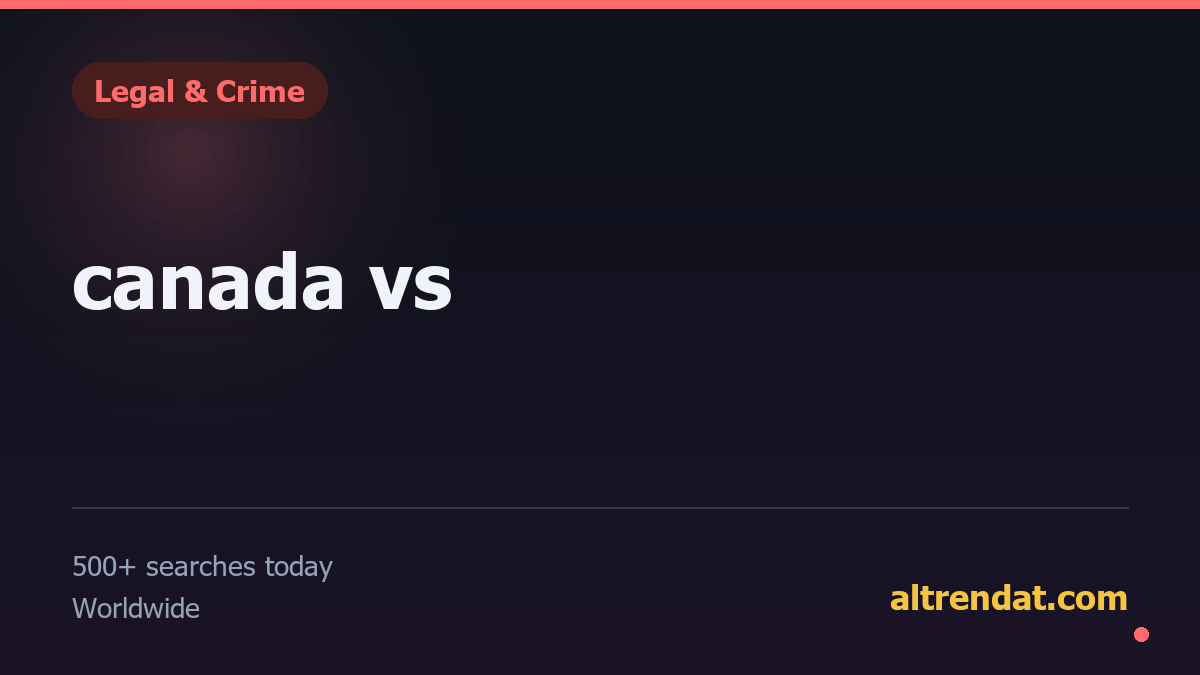 Legal & Crime
canada vs
500+ searches today
Worldwide
altrendat.com